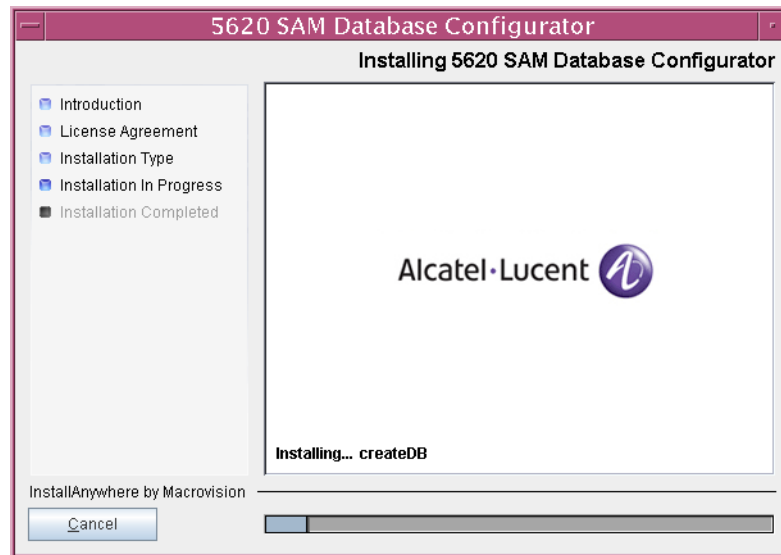 5620 SAM Database Configurator
Installing 5620 SAM Database Configurator
Introduction
License Agreement
Installation Type
Installation In Progress
Installation Completed
Alcatel·Lucent
Installing... createDB
InstallAnywhere by Macrovision
Cancel